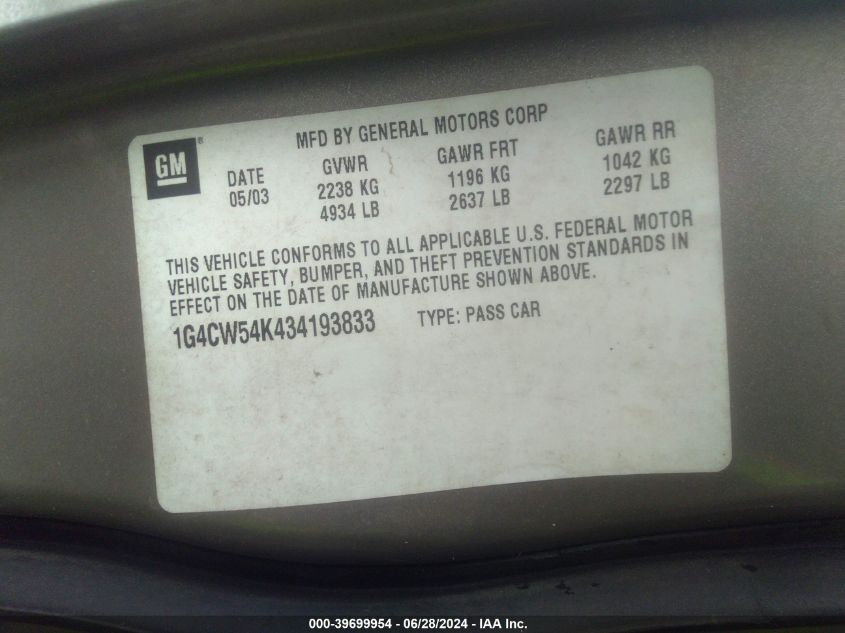 MFD BY GENERAL MOTORS CORP
GM ®
DATE GVWR GAWR FRT GAWR RR
05/03 2238 KG 1196 KG 1042 KG
4934 LB 2637 LB 2297 LB
THIS VEHICLE CONFORMS TO ALL APPLICABLE U.S. FEDERAL MOTOR
VEHICLE SAFETY, BUMPER, AND THEFT PREVENTION STANDARDS IN
EFFECT ON THE DATE OF MANUFACTURE SHOWN ABOVE.
1G4CW54K434193833 TYPE: PASS CAR
000-39699954 - 06/28/2024 - IAA Inc.